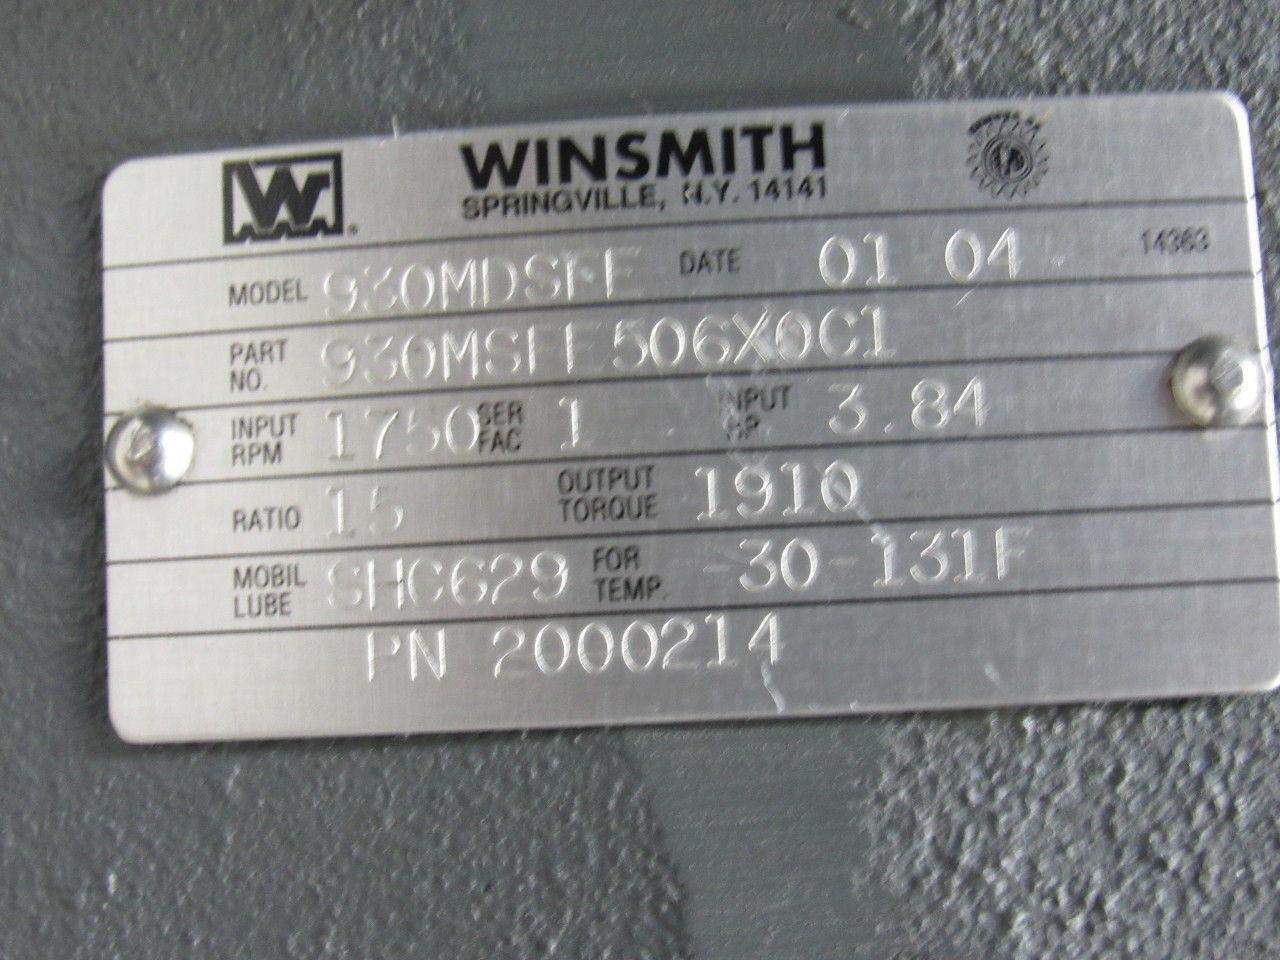 W
WINSMITH
SPRINGVILLE, N.Y. 14141
MODEL 930MDSFE DATE 01 04 14363
PART NO. 930MSFE506X0C1
INPUT RPM 1750 SER FAC 1 INPUT HP. 3.84
RATIO 15 OUTPUT TORQUE 1910
MOBIL LUBE SHC629 FOR TEMP. -30-131F
PN 2000214